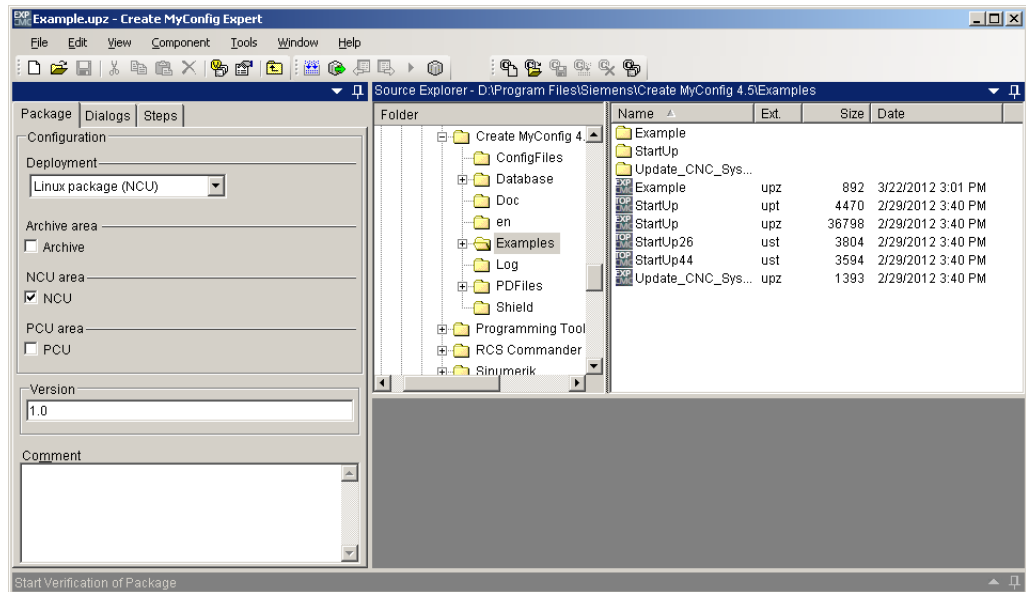 Example.upz - Create MyConfig Expert
File Edit View Component Tools Window Help
Source Explorer - D:\Program Files\Siemens\Create MyConfig 4.5\Examples
Package Dialogs Steps
Configuration
Deployment
Linux package (NCU)
Archive area
Archive
NCU area
NCU
PCU area
PCU
Version
1.0
Comment
Folder
Create MyConfig 4.
ConfigFiles
Database
Doc
en
Examples
Log
PDFiles
Shield
Programming Tool
RCS Commander
Sinumerik
Name Ext. Size Date
Example
StartUp
Update_CNC_Sys...
Example upz 892 3/22/2012 3:01 PM
StartUp upt 4470 2/29/2012 3:40 PM
StartUp upz 36798 2/29/2012 3:40 PM
StartUp26 ust 3804 2/29/2012 3:40 PM
StartUp44 ust 3594 2/29/2012 3:40 PM
Update_CNC_Sys... upz 1393 2/29/2012 3:40 PM
Start Verification of Package